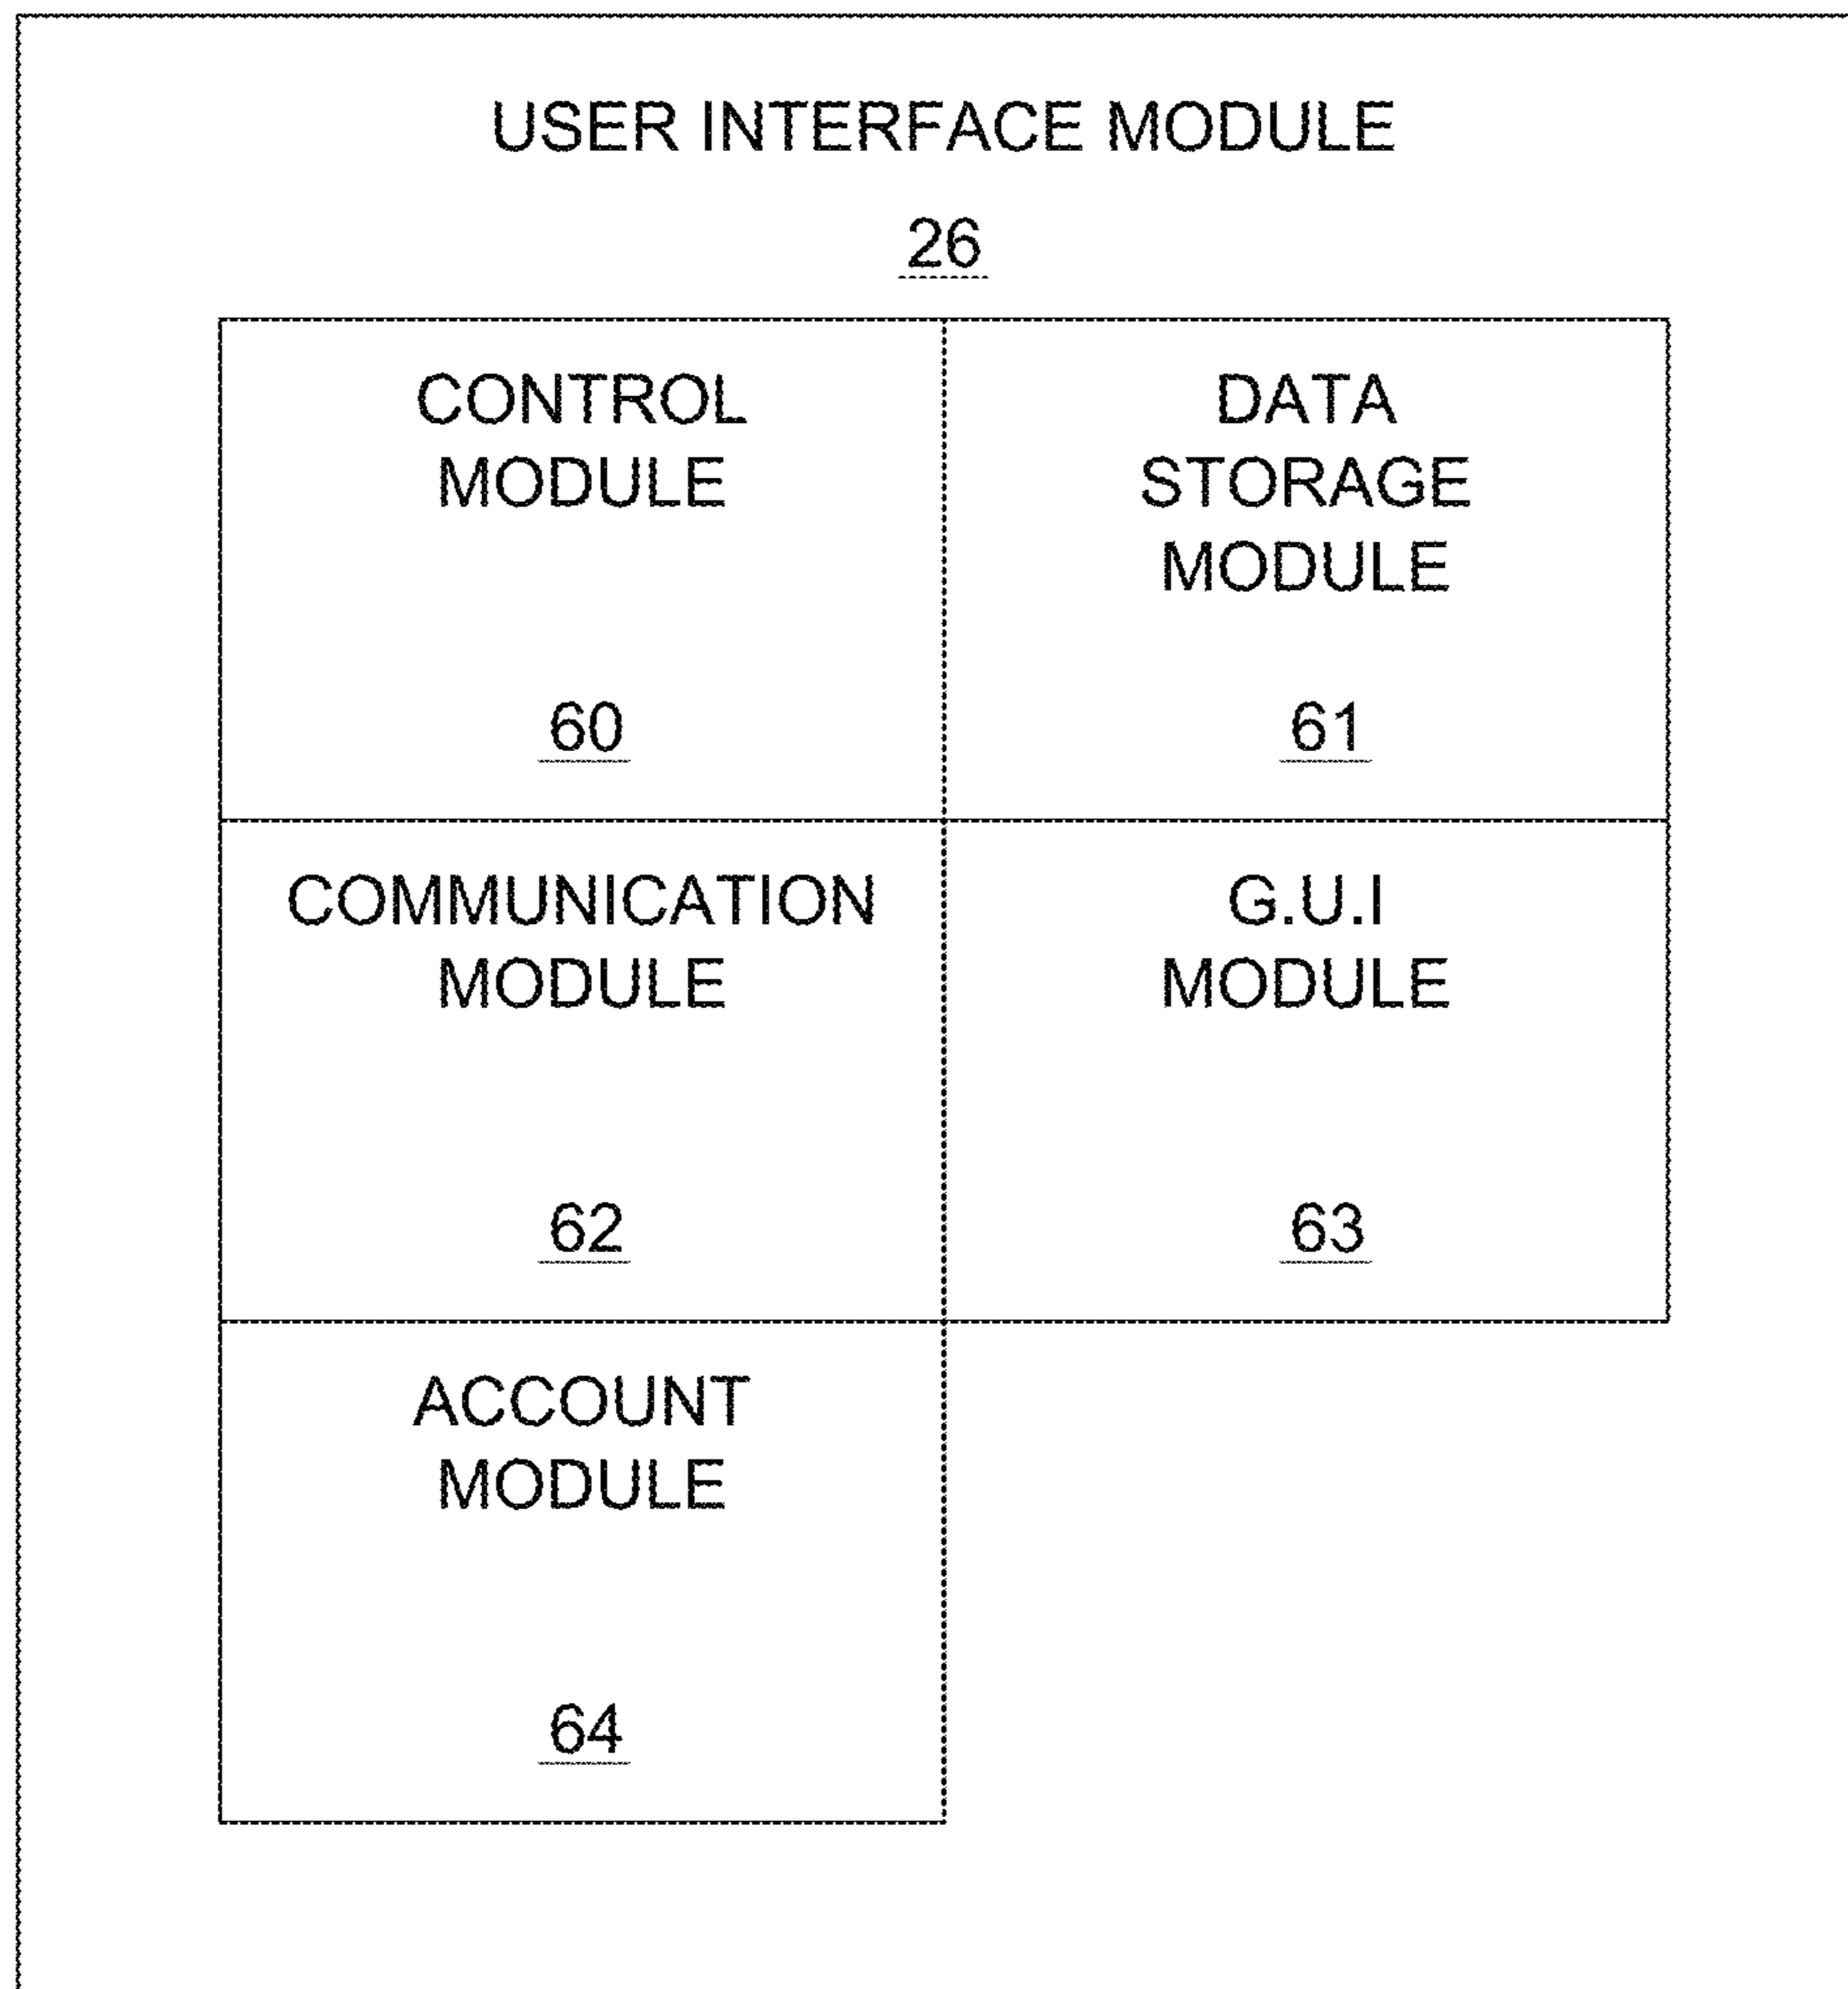 USER INTERFACE MODULE
26
CONTROL
MODULE
60
DATA
STORAGE
MODULE
61
COMMUNICATION
MODULE
62
G.U.I
MODULE
63
ACCOUNT
MODULE
64